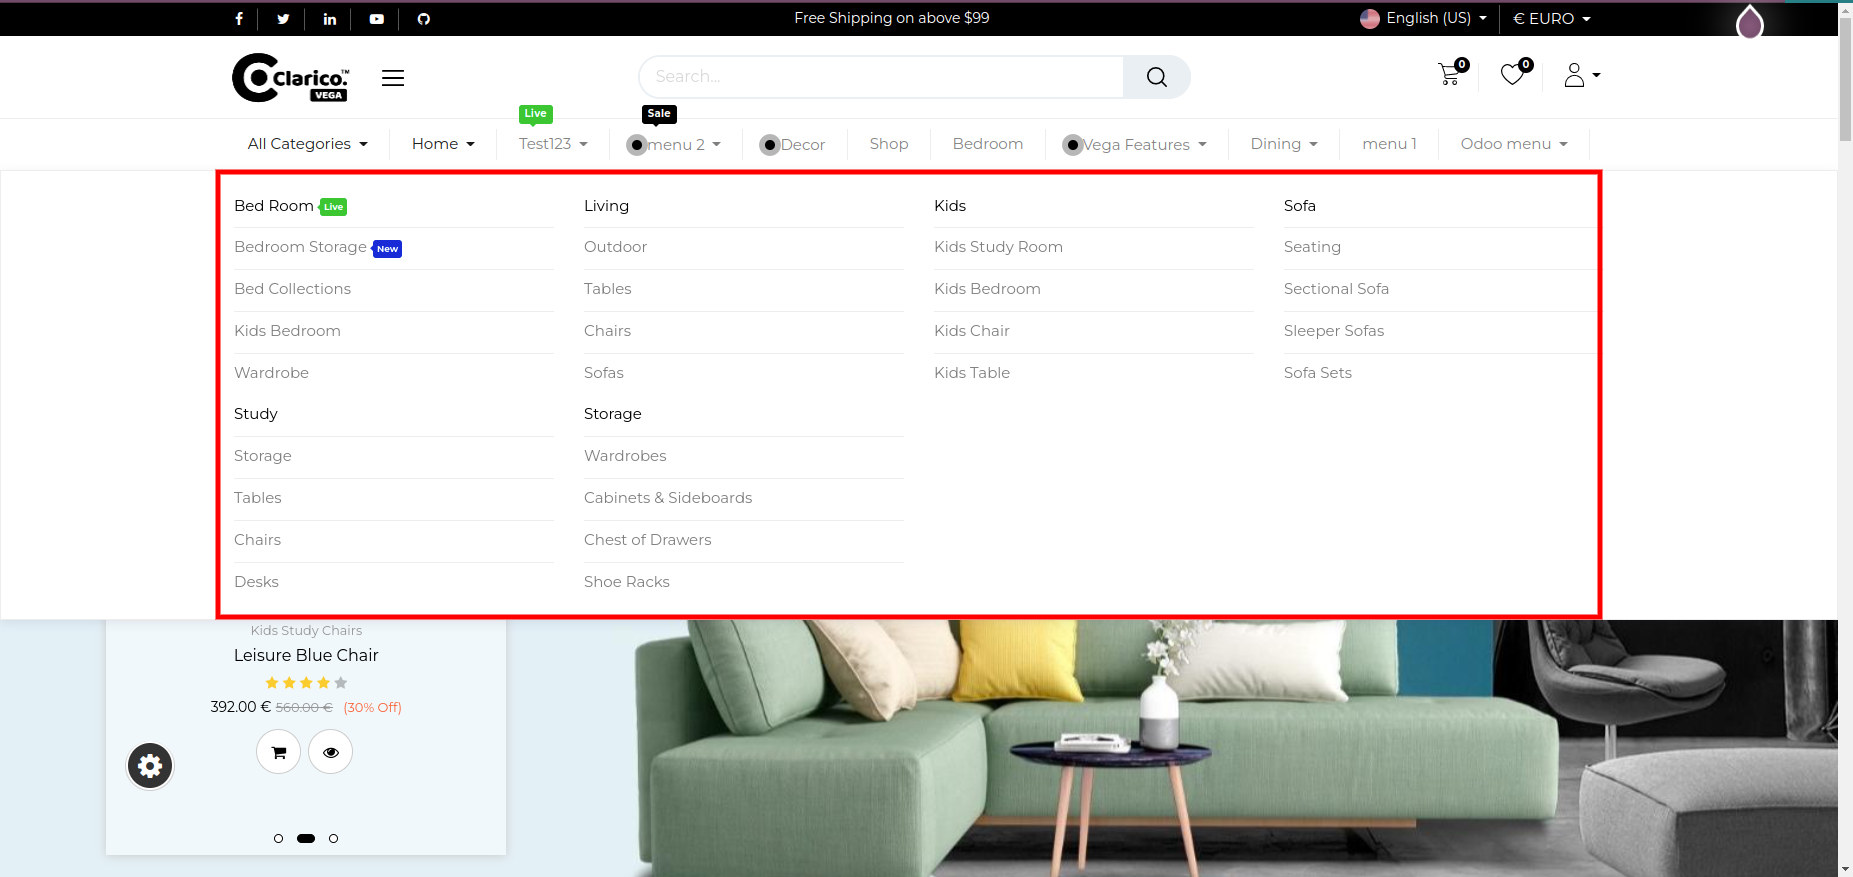 Free Shipping on above $99
English (US)
€ EURO
Clarico.™
VEGA
Search...
0
0
Live
Sale
All Categories
Home
Test123
menu 2
Decor
Shop
Bedroom
Vega Features
Dining
menu 1
Odoo menu
Bed Room Live
Bedroom Storage New
Bed Collections
Kids Bedroom
Wardrobe
Living
Outdoor
Tables
Chairs
Sofas
Kids
Kids Study Room
Kids Bedroom
Kids Chair
Kids Table
Sofa
Seating
Sectional Sofa
Sleeper Sofas
Sofa Sets
Study
Storage
Tables
Chairs
Desks
Storage
Wardrobes
Cabinets & Sideboards
Chest of Drawers
Shoe Racks
Kids Study Chairs
Leisure Blue Chair
392.00 € 560.00 € (30% Off)